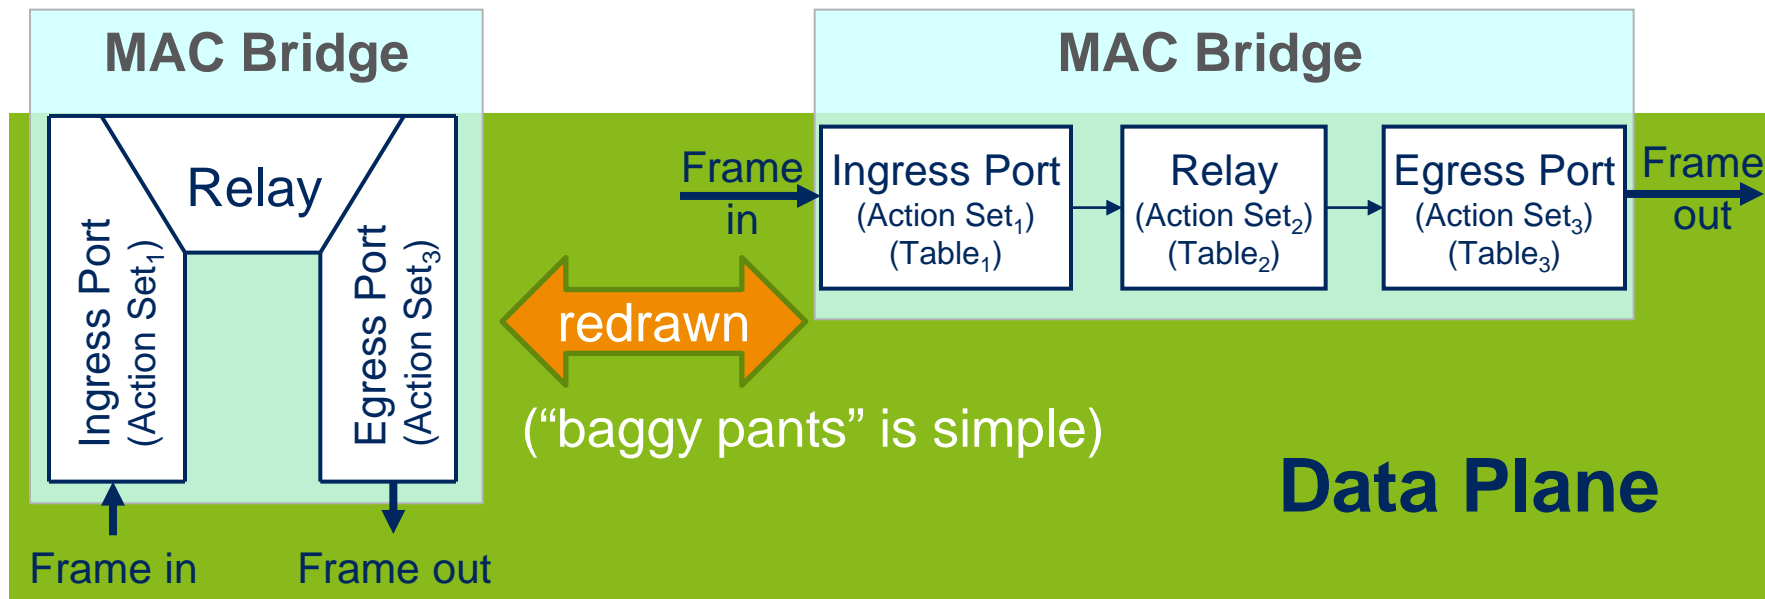 MAC Bridge
Relay
Ingress Port
(Action Set₁)
Egress Port
(Action Set₃)
Frame in
Frame out
redrawn
(“baggy pants” is simple)
MAC Bridge
Frame
in
Ingress Port
(Action Set₁)
(Table₁)
Relay
(Action Set₂)
(Table₂)
Egress Port
(Action Set₃)
(Table₃)
Frame
out
Data Plane